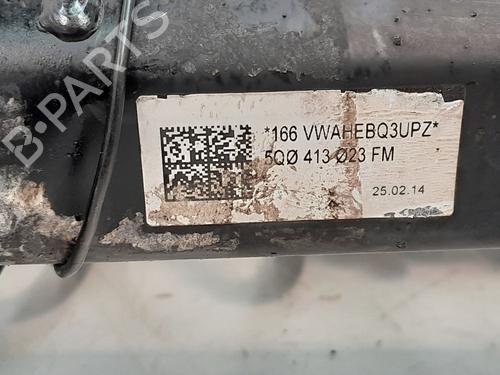 B-PARTS
*166 VWAHEBQ3UPZ*
5QØ 413 Ø23 FM
25.02.14